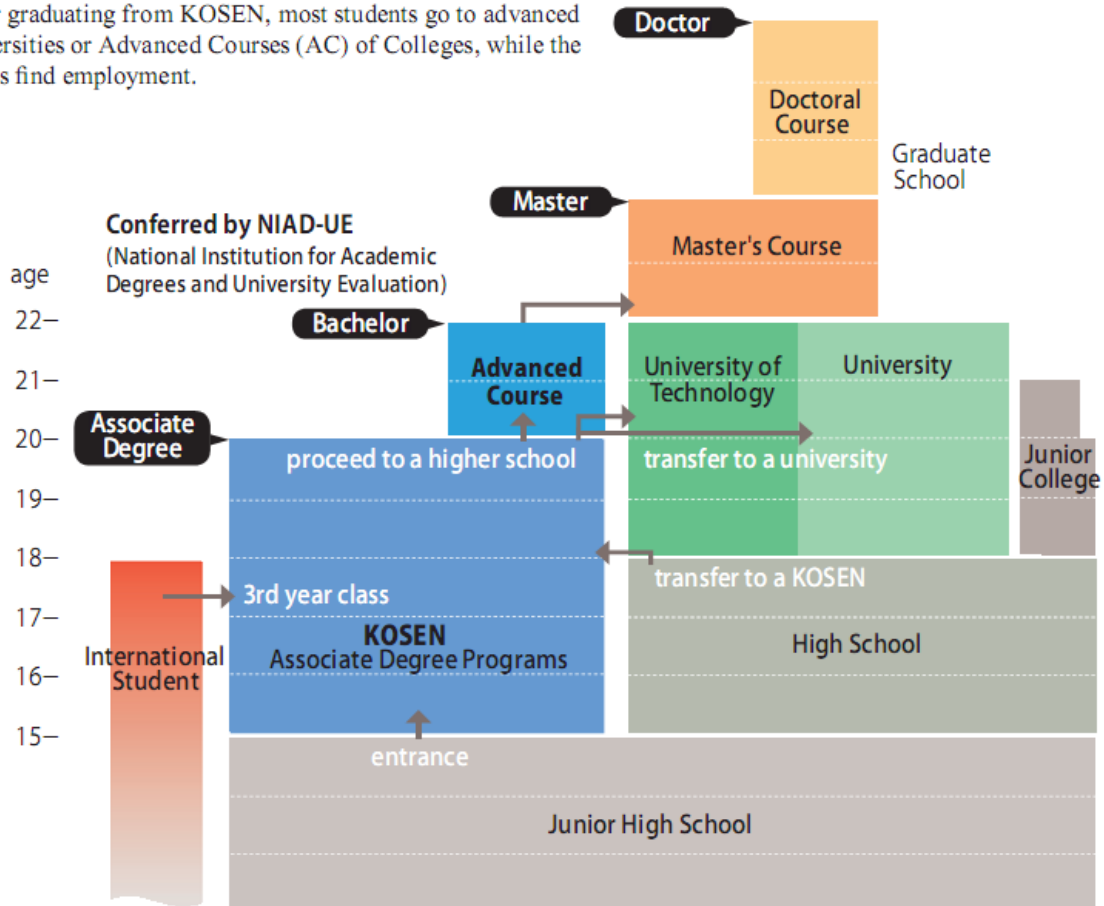 graduating from KOSEN, most students go to advanced
ersities or Advanced Courses (AC) of Colleges, while the
s find employment.
Doctor
Doctoral
Course
Graduate
School
Master
Master's Course
Conferred by NIAD-UE
(National Institution for Academic
Degrees and University Evaluation)
age
22
Bachelor
Advanced
Course
University of
Technology
University
21
Associate
Degree
20
proceed to a higher school
transfer to a university
Junior
College
19
18
transfer to a KOSEN
3rd year class
17
KOSEN
Associate Degree Programs
High School
International
Student
16
15
entrance
Junior High School